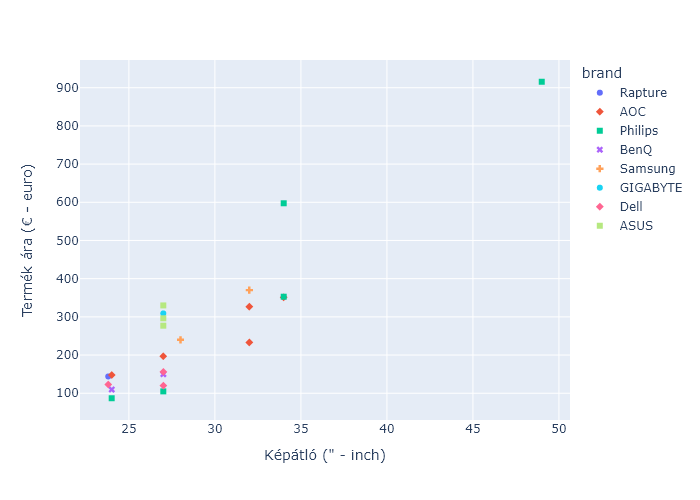 900
800
700
600
500
400
300
200
100
25 30 35 40 45 50
Termék ára (€ - euro)
Képátló (" - inch)
brand
Rapture
AOC
Philips
BenQ
Samsung
GIGABYTE
Dell
ASUS